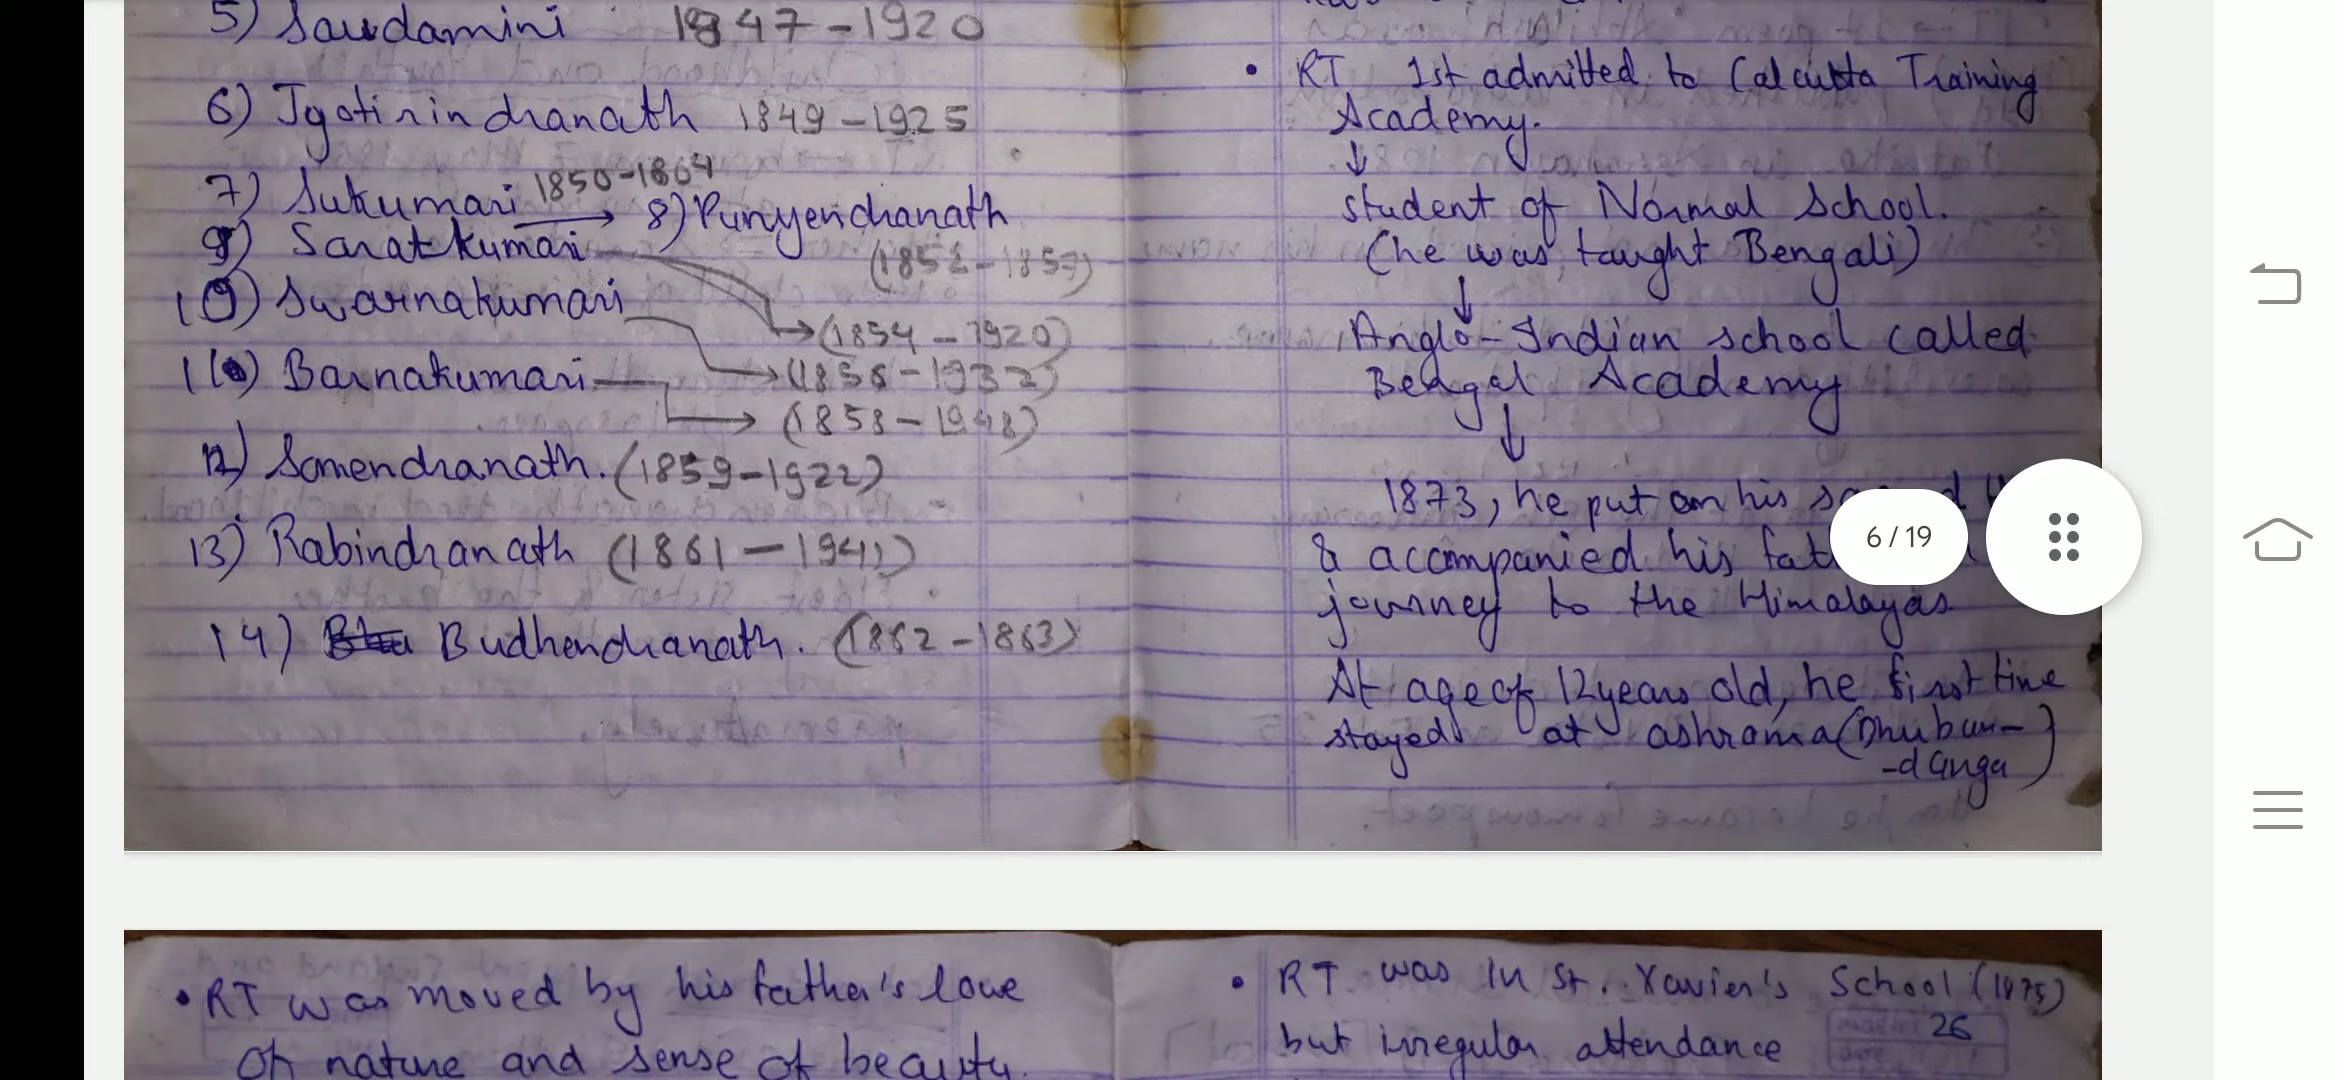 5) Saudamini 1847-1920
6) Jyotirindranath 1849-1925
7) Sukumari 1850-1864
→ 8) Punyendranath
9) Saratkumari
10) Swarnakumari
→ (1854-1920)
11) Barnakumari → (1856-1932)
→ (1858-1948)
12) Somendranath. (1859-1922)
13) Rabindranath (1861-1941)
14) Budhendranath. (1862-1863)
• RT 1st admitted to Calcutta Training
Academy.
↓
student of Normal School.
(he was taught Bengali)
↓
Anglo-Indian school called
Bengal Academy
↓
1873, he put on his
& accompanied his
journey to the Himalayas
At age of 12 years old, he first time
stayed at ashrama (Bhuban-
-danga)
6/19
• RT was moved by his father's love
of nature and sense of beauty.
• RT was in St. Xavier's School (1875)
but irregular attendance
26